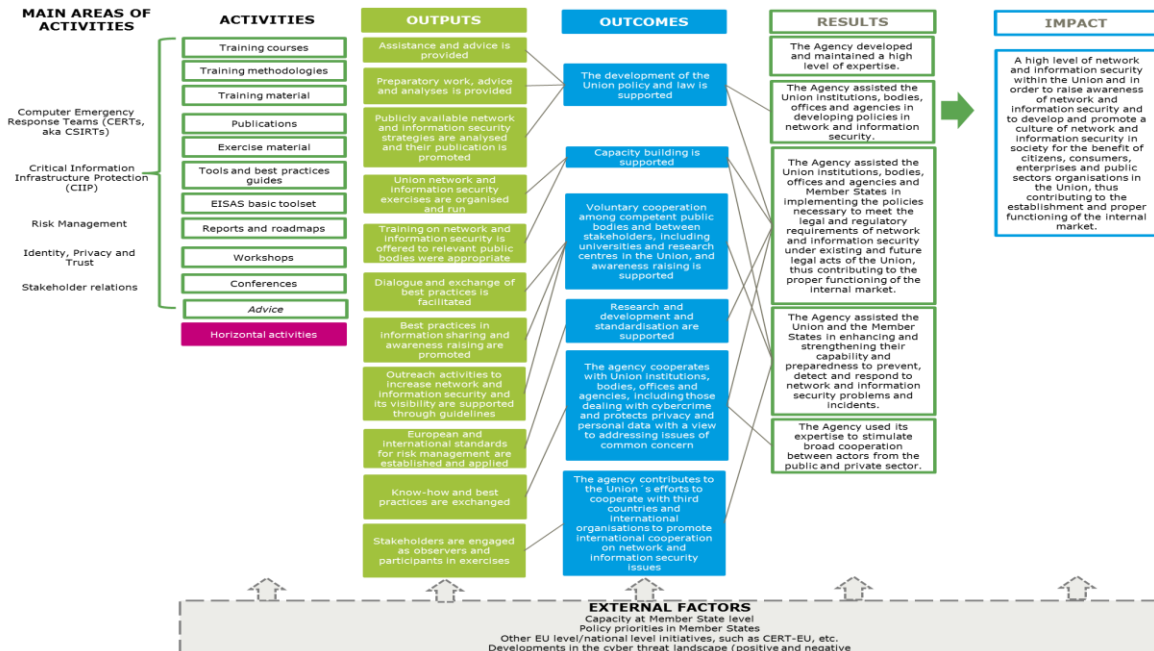 MAIN AREAS OF
ACTIVITIES
Computer Emergency
Response Teams (CERTs,
aka CSIRTs)
Critical Information
Infrastructure Protection
(CIIP)
Risk Management
Identity, Privacy and
Trust
Stakeholder relations
ACTIVITIES
Training courses
Training methodologies
Training material
Publications
Exercise material
Tools and best practices
guides
EISAS basic toolset
Reports and roadmaps
Workshops
Conferences
Advice
Horizontal activities
OUTPUTS
Assistance and advice is
provided
Preparatory work, advice
and analyses is provided
Publicly available network
and information security
strategies are analysed
and their publication is
promoted
Union network and
information security
exercises are organised
and run
Training on network and
information security is
offered to relevant public
bodies were appropriate
Dialogue and exchange of
best practices is
facilitated
Best practices in
information sharing and
awareness raising are
promoted
Outreach activities to
increase network and
information security and
its visibility are supported
through guidelines
European and
international standards
for risk management are
established and applied
Know-how and best
practices are exchanged
Stakeholders are engaged
as observers and
participants in exercises
OUTCOMES
The development of the
Union policy and law is
supported
Capacity building is
supported
Voluntary cooperation
among competent public
bodies and between
stakeholders, including
universities and research
centres in the Union, and
awareness raising is
supported
Research and
development and
standardisation are
supported
The agency cooperates
with Union institutions,
bodies, offices and
agencies, including those
dealing with cybercrime
and protects privacy and
personal data with a view
to addressing issues of
common concern
The agency contributes to
the Union´s efforts to
cooperate with third
countries and
international
organisations to promote
international cooperation
on network and
information security
issues
RESULTS
The Agency developed
and maintained a high
level of expertise.
The Agency assisted the
Union institutions, bodies,
offices and agencies in
developing policies in
network and information
security.
The Agency assisted the
Union institutions, bodies,
offices and agencies and
Member States in
implementing the policies
necessary to meet the
legal and regulatory
requirements of network
and information security
under existing and future
legal acts of the Union,
thus contributing to the
proper functioning of the
internal market.
The Agency assisted the
Union and the Member
States in enhancing and
strengthening their
capability and
preparedness to prevent,
detect and respond to
network and information
security problems and
incidents.
The Agency used its
expertise to stimulate
broad cooperation
between actors from the
public and private sector.
IMPACT
A high level of network
and information security
within the Union and in
order to raise awareness
of network and
information security and
to develop and promote a
culture of network and
information security in
society for the benefit of
citizens, consumers,
enterprises and public
sectors organisations in
the Union, thus
contributing to the
establishment and proper
functioning of the internal
market.
EXTERNAL FACTORS
Capacity at Member State level
Policy priorities in Member States
Other EU level/national level initiatives, such as CERT-EU, etc.
Developments in the cyber threat landscape (positive and negative